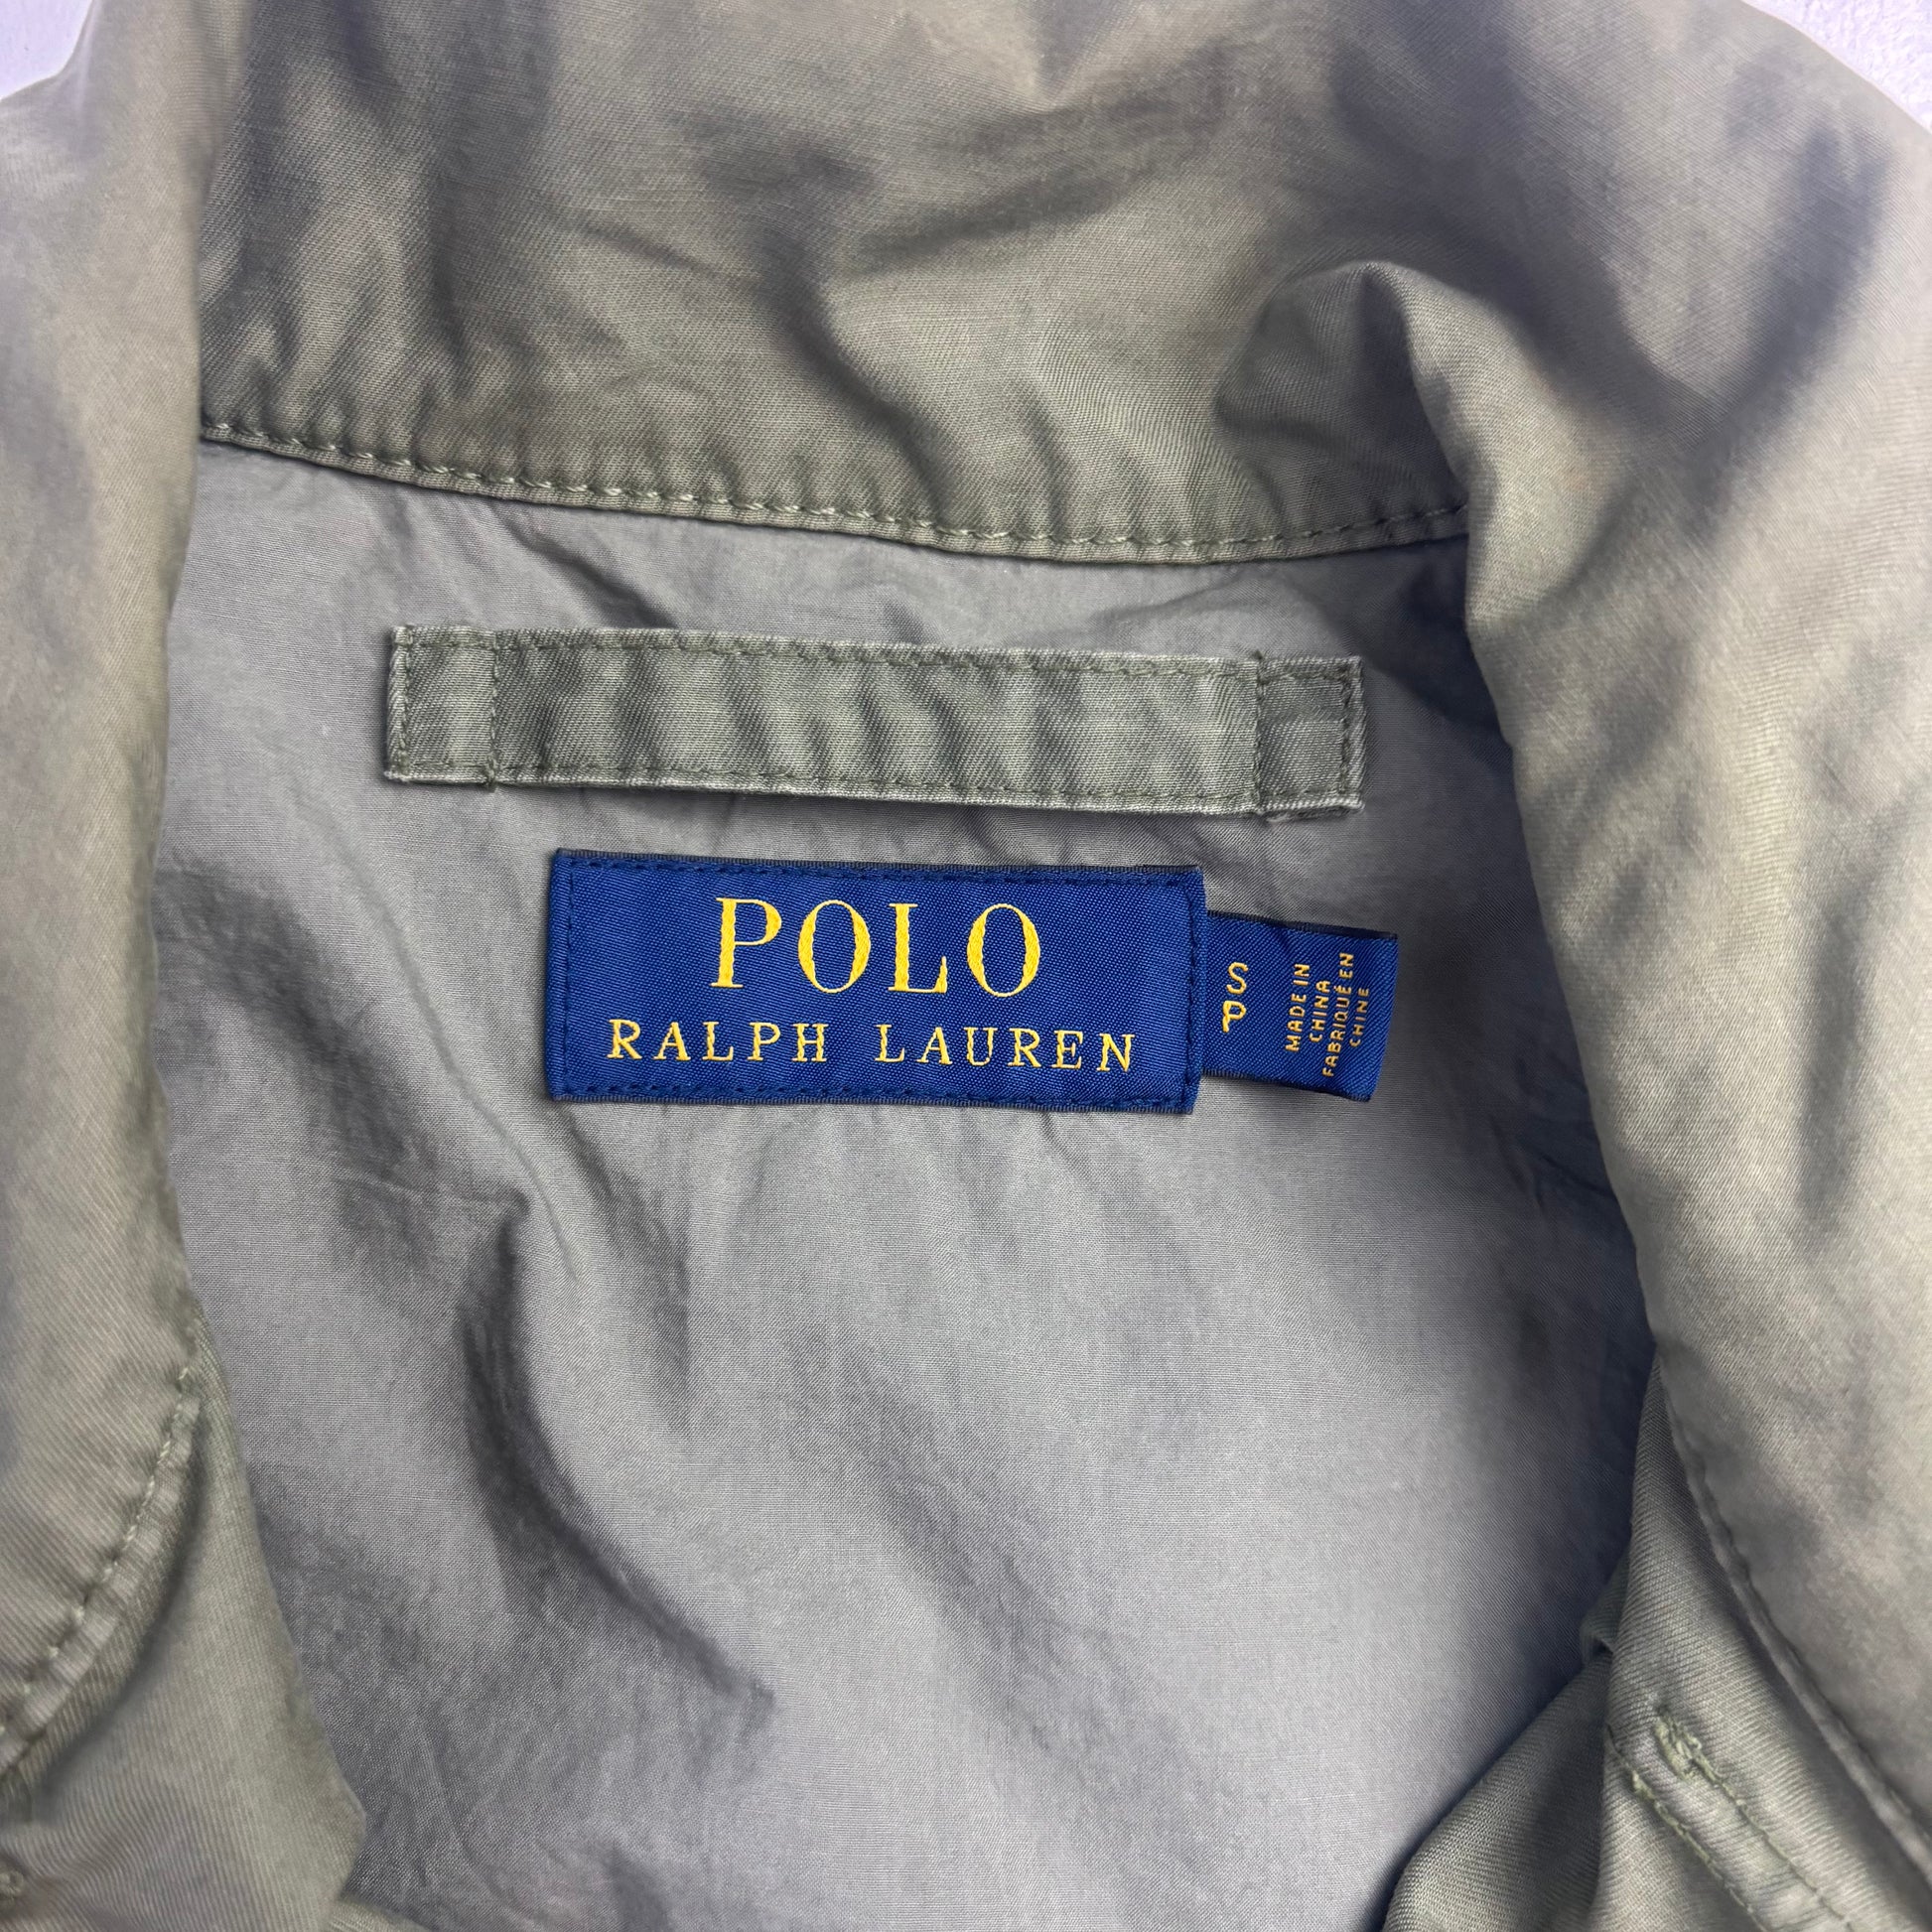 POLO
RALPH LAUREN
S
P
MADE IN
CHINA
FABRIQUÉ EN
CHINE